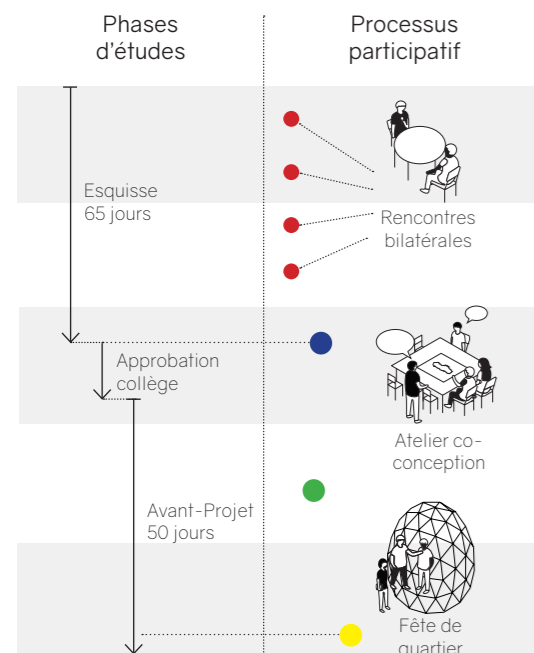 Phases
d'études
Processus
participatif
Esquisse
65 jours
Rencontres
bilatérales
Approbation
collège
Atelier co-
conception
Avant-Projet
50 jours
Fête de
quartier